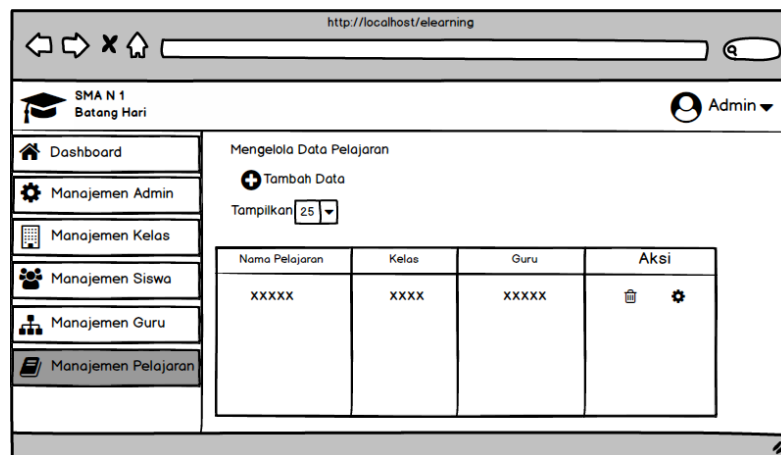 http://localhost/elearning
SMA N 1
Batang Hari
Admin
Dashboard
Manajemen Admin
Manajemen Kelas
Manajemen Siswa
Manajemen Guru
Manajemen Pelajaran
Mengelola Data Pelajaran
Tambah Data
Tampilkan 25
Nama Pelajaran Kelas Guru Aksi
xxxxx xxxx xxxxx